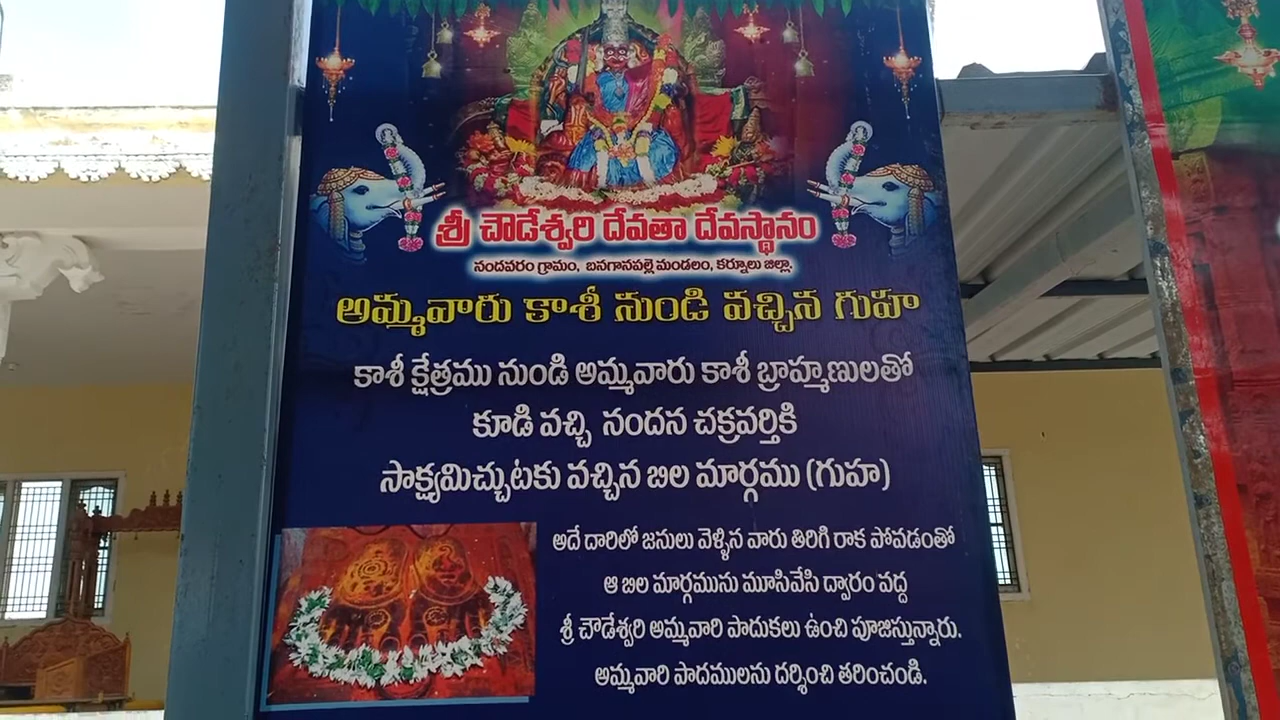 శ్రీ చౌడేశ్వరి దేవతా దేవస్థానం
నందవరం గ్రామం, బనగానపల్లె మండలం, కర్నూలు జిల్లా.
అమ్మవారు కాశీ నుండి వచ్చిన గుహ
కాశీ క్షేత్రము నుండి అమ్మవారు కాశీ బ్రాహ్మణులతో
కూడి వచ్చి నందన చక్రవర్తికి
సాక్ష్యమిచ్చుటకు వచ్చిన బిల మార్గము (గుహ)
అదే దారిలో జనులు వెళ్ళిన వారు తిరిగి రాక పోవడంతో
ఆ బిల మార్గమును మూసివేసి ద్వారం వద్ద
శ్రీ చౌడేశ్వరి అమ్మవారి పాదుకలు ఉంచి పూజిస్తున్నారు.
అమ్మవారి పాదములను దర్శించి తరించండి.